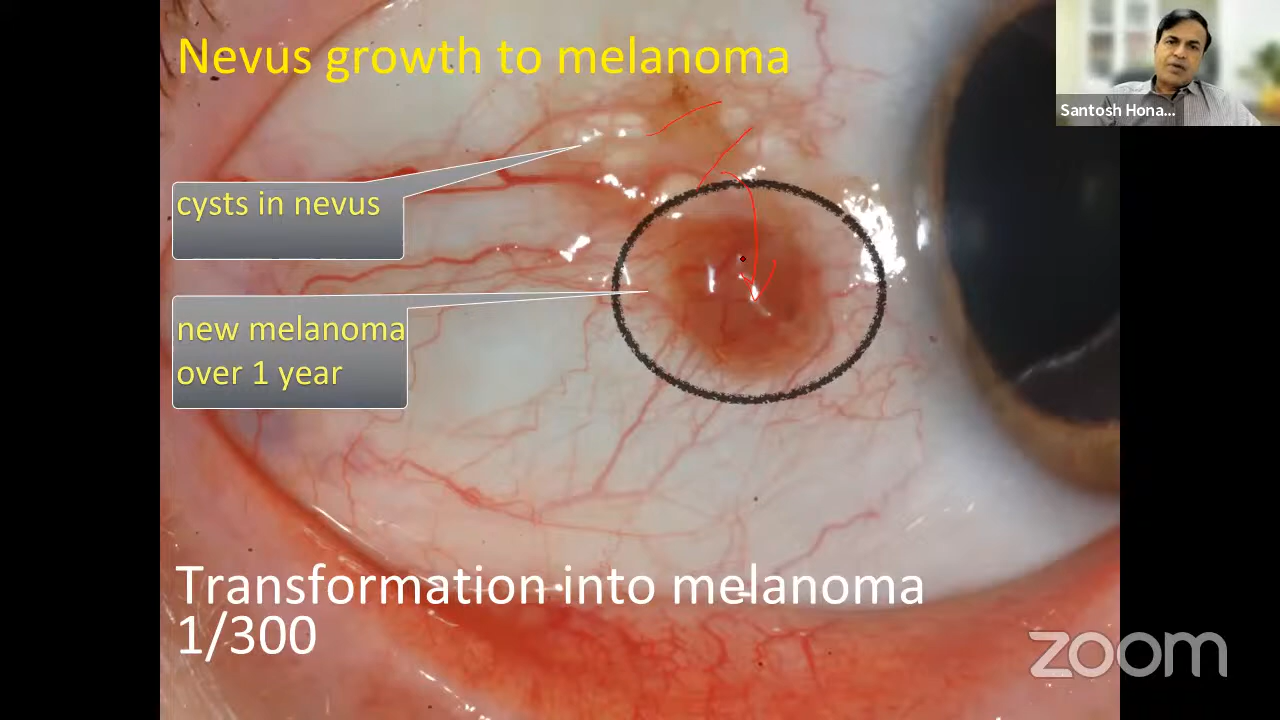 Nevus growth to melanoma
Santosh Hona...
cysts in nevus
new melanoma
over 1 year
Transformation into melanoma
1/300
zoom